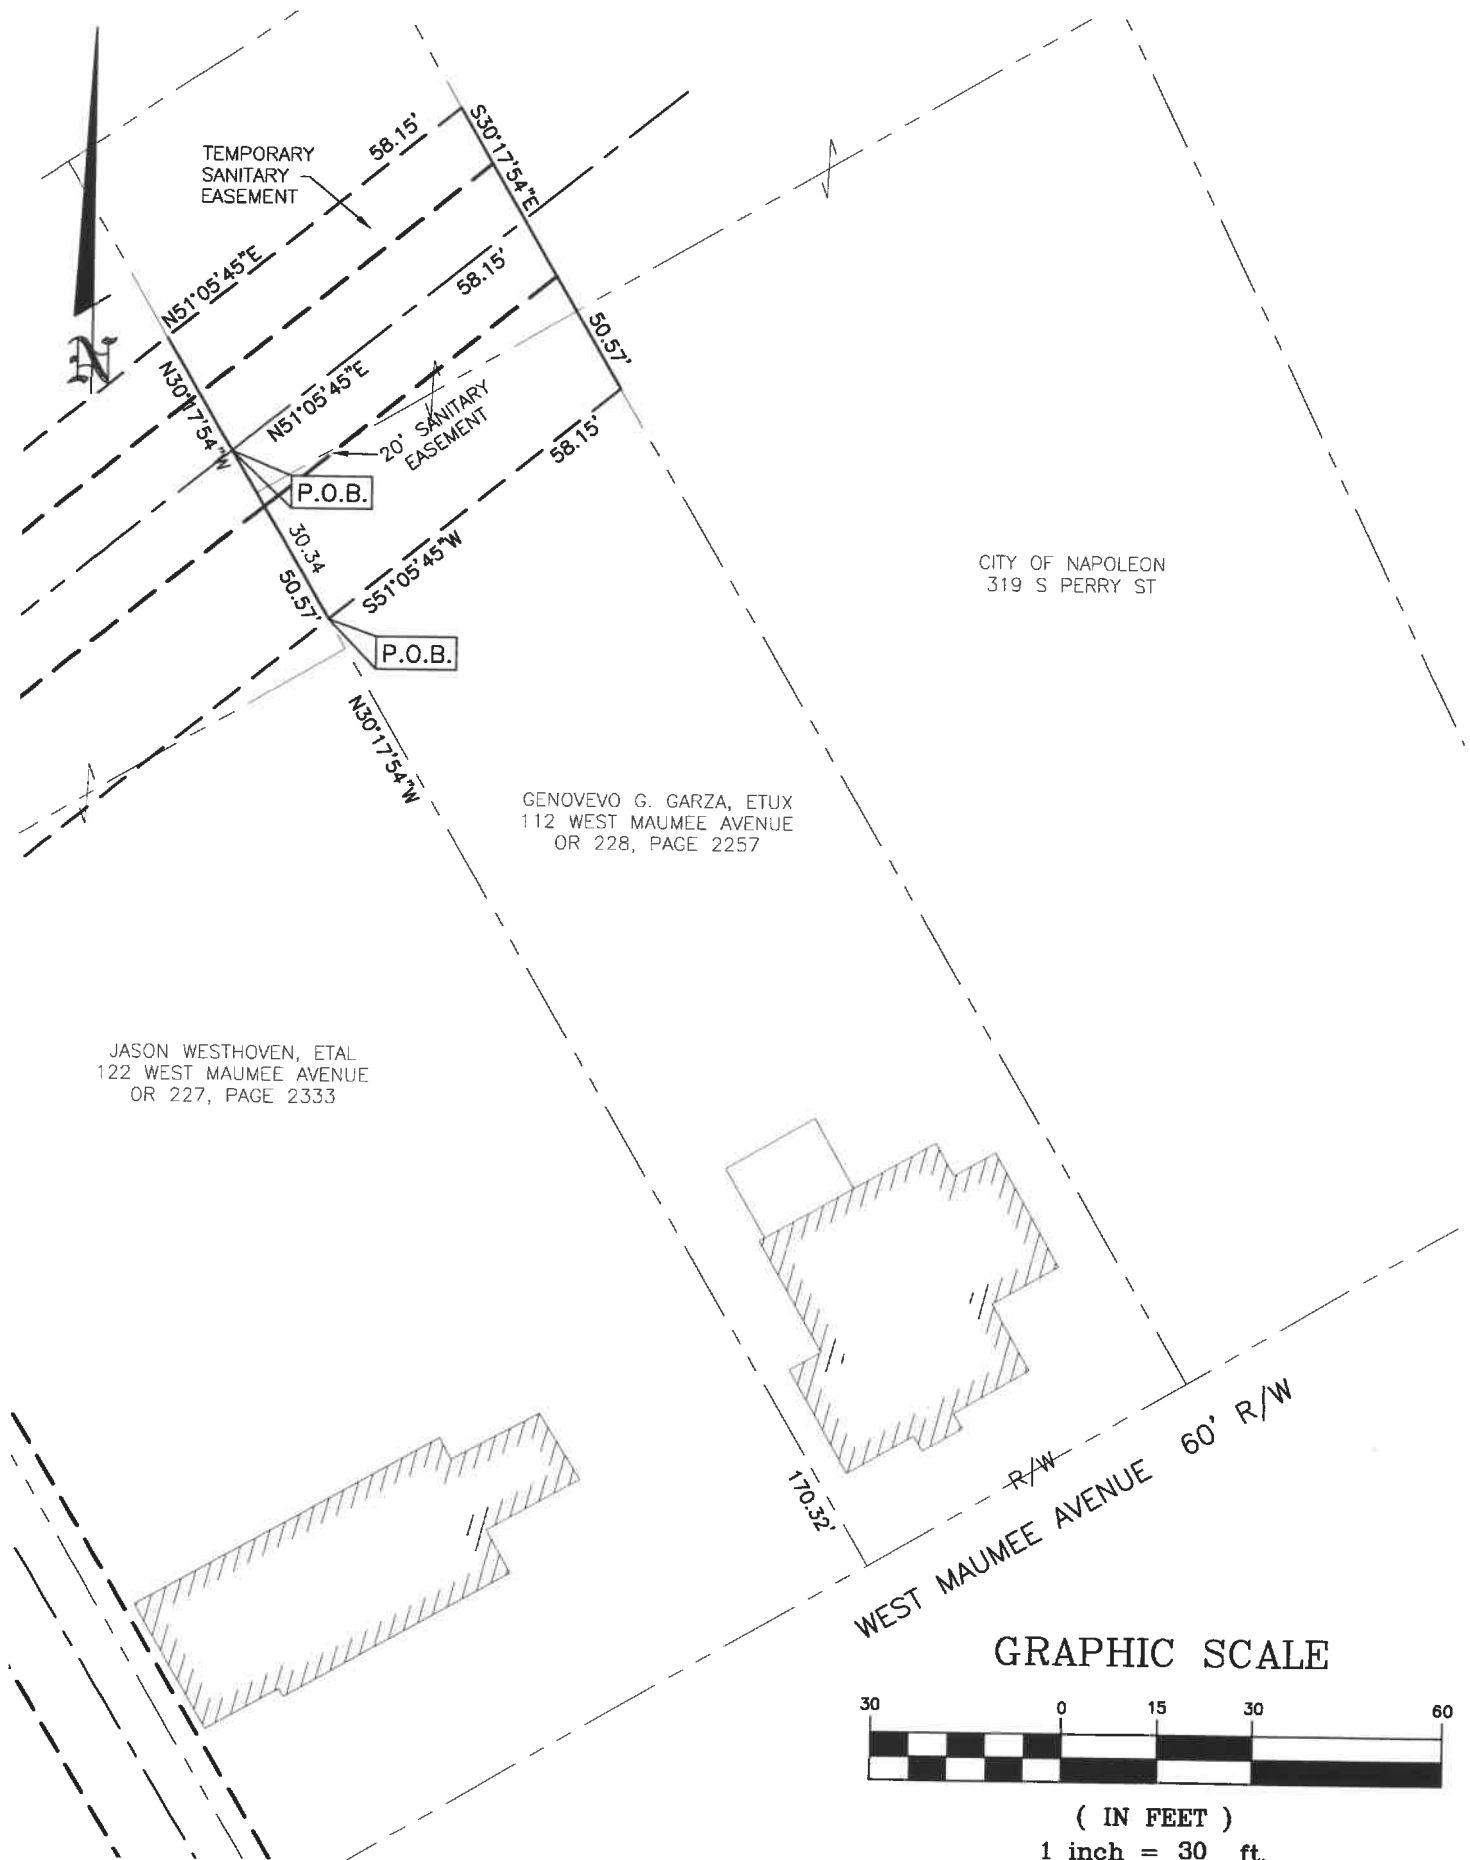 S30°17'54"E
58.15'
TEMPORARY
SANITARY
EASEMENT
N51°05'45"E
58.15'
N
50.57'
N30°17'54"W
N51°05'45"E
20' SANITARY
EASEMENT
58.15'
P.O.B.
30.34
50.57'
S51°05'45"W
CITY OF NAPOLEON
319 S PERRY ST
P.O.B.
N30°17'54"W
GENOVEVO G. GARZA, ETUX
112 WEST MAUMEE AVENUE
OR 228, PAGE 2257
JASON WESTHOVEN, ETAL
122 WEST MAUMEE AVENUE
OR 227, PAGE 2333
170.32'
R/W
WEST MAUMEE AVENUE 60' R/W
GRAPHIC SCALE
30 0 15 30 60
( IN FEET )
1 inch = 30 ft.